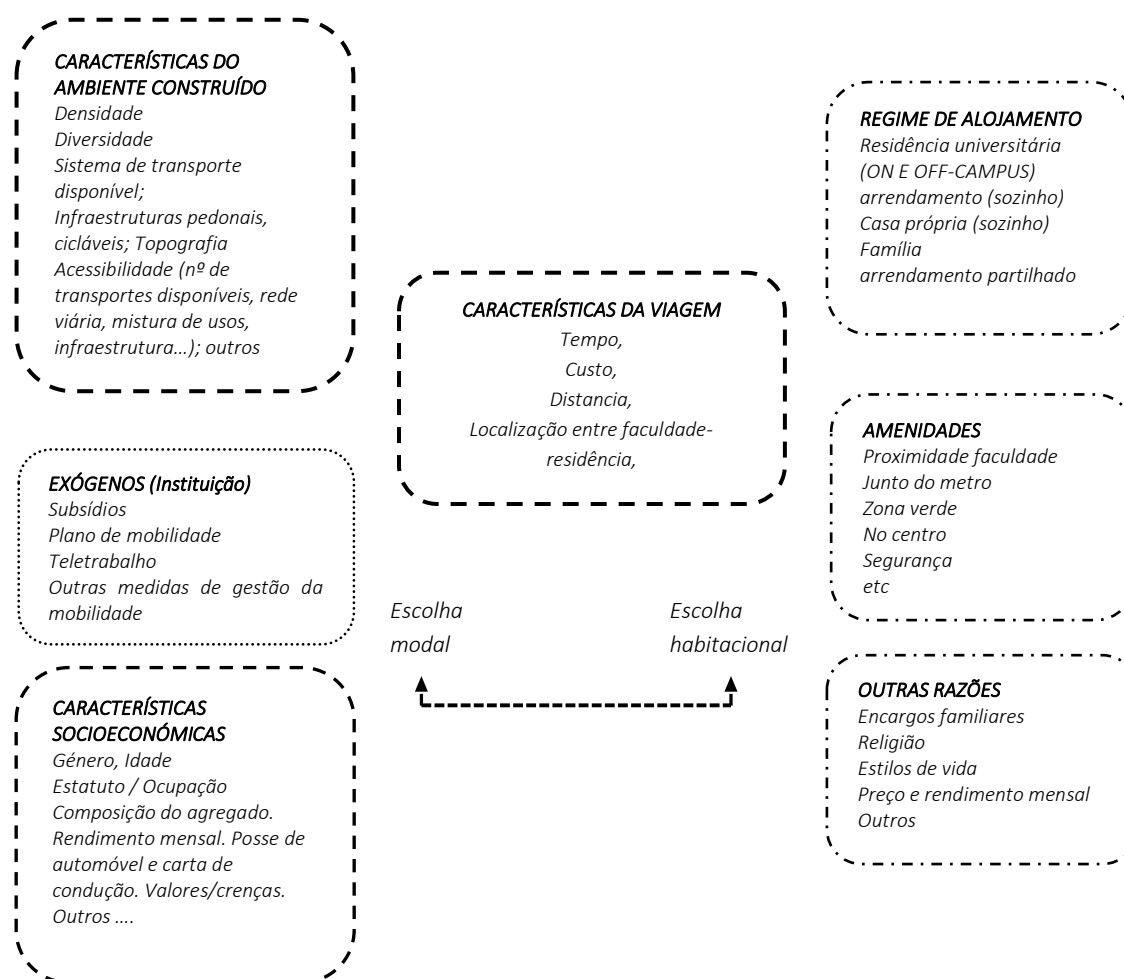 CARACTERÍSTICAS DO
AMBIENTE CONSTRUÍDO
Densidade
Diversidade
Sistema de transporte
disponível;
Infraestruturas pedonais,
cicláveis; Topografia
Acessibilidade (nº de
transportes disponíveis, rede
viária, mistura de usos,
infraestrutura...); outros
EXÓGENOS (Instituição)
Subsídios
Plano de mobilidade
Teletrabalho
Outras medidas de gestão da
mobilidade
CARACTERÍSTICAS
SOCIOECONÓMICAS
Género, Idade
Estatuto / Ocupação
Composição do agregado.
Rendimento mensal. Posse de
automóvel e carta de
condução. Valores/crenças.
Outros ....
CARACTERÍSTICAS DA VIAGEM
Tempo,
Custo,
Distancia,
Localização entre faculdade-
residência,
Escolha
modal
Escolha
habitacional
REGIME DE ALOJAMENTO
Residência universitária
(ON E OFF-CAMPUS)
arrendamento (sozinho)
Casa própria (sozinho)
Família
arrendamento partilhado
AMENIDADES
Proximidade faculdade
Junto do metro
Zona verde
No centro
Segurança
etc
OUTRAS RAZÕES
Encargos familiares
Religião
Estilos de vida
Preço e rendimento mensal
Outros